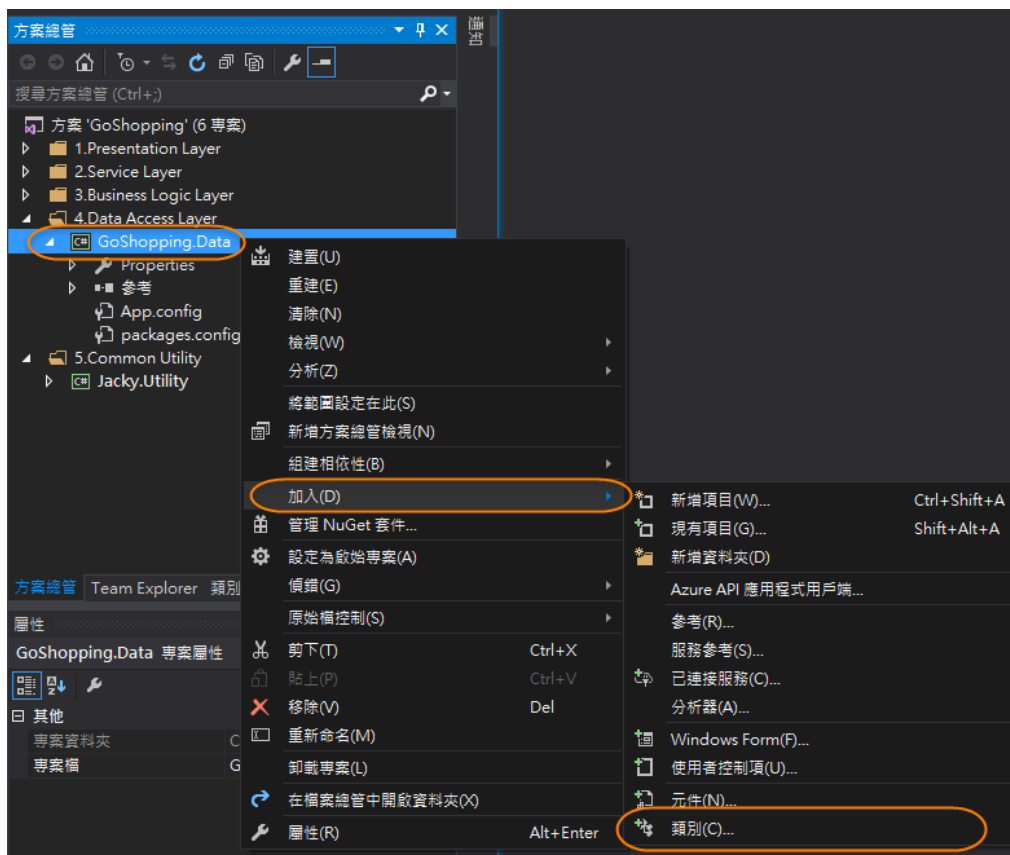 方案總管
通知
搜尋方案總管 (Ctrl+;)
方案 'GoShopping' (6 專案)
1.Presentation Layer
2.Service Layer
3.Business Logic Layer
4.Data Access Layer
C# GoShopping.Data
Properties
參考
App.config
packages.config
5.Common Utility
C# Jacky.Utility
建置(U)
重建(E)
清除(N)
檢視(W)
分析(Z)
將範圍設定在此(S)
新增方案總管檢視(N)
組建相依性(B)
加入(D)
管理 NuGet 套件...
設定為啟始專案(A)
偵錯(G)
原始檔控制(S)
剪下(T) Ctrl+X
貼上(P) Ctrl+V
移除(V) Del
重新命名(M)
卸載專案(L)
在檔案總管中開啟資料夾(X)
屬性(R) Alt+Enter
新增項目(W)... Ctrl+Shift+A
現有項目(G)... Shift+Alt+A
新增資料夾(D)
Azure API 應用程式用戶端...
參考(R)...
服務參考(S)...
已連接服務(C)...
分析器(A)...
Windows Form(F)...
使用者控制項(U)...
元件(N)...
類別(C)...
方案總管 Team Explorer 類別
屬性
GoShopping.Data 專案屬性
其他
專案資料夾 C
專案檔 G